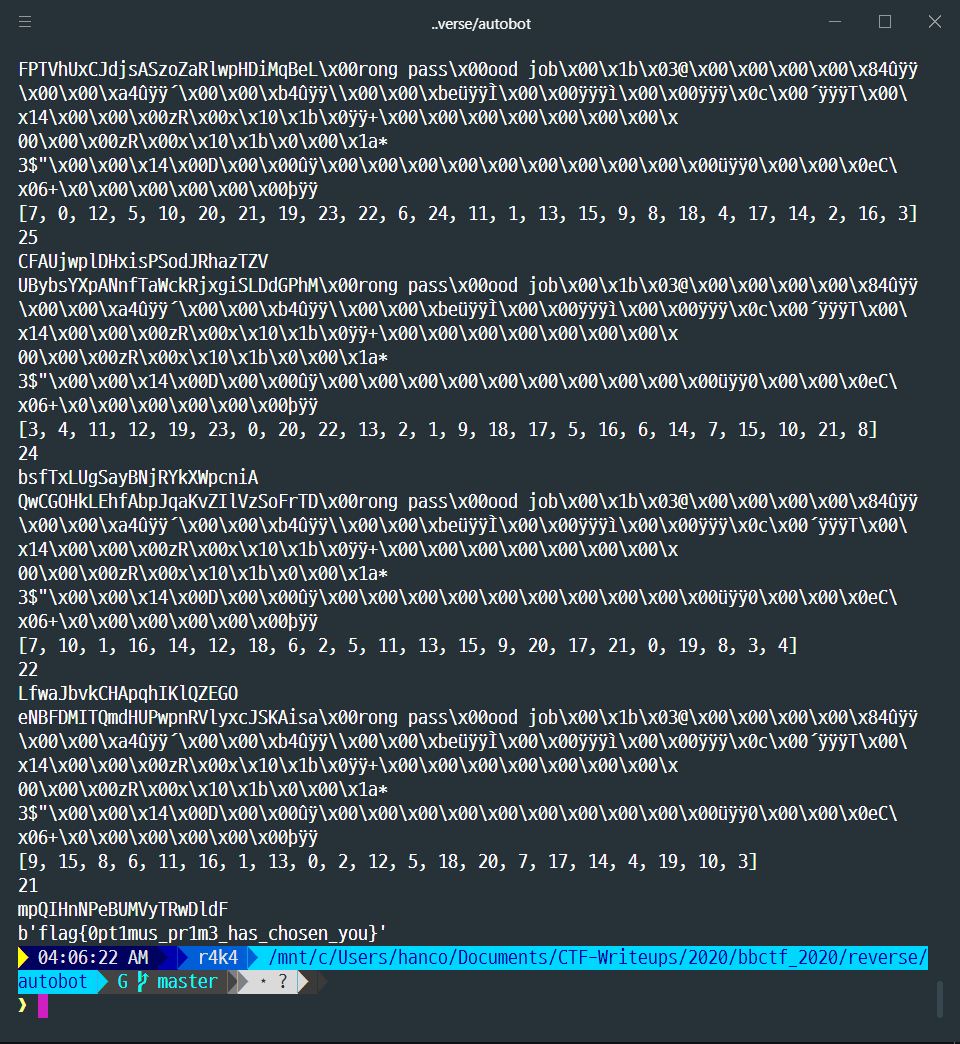 ..verse/autobot
FPTVhUxCJdjsASzoZaRlwpHDiMqBeL\x00rong pass\x00ood job\x00\x1b\x03@\x00\x00\x00\x00\x84ûÿÿ
\x00\x00\xa4ûÿÿ´\x00\x00\xb4ûÿÿ\\x00\x00\xbeüÿÿÌ\x00\x00ÿÿÿì\x00\x00ÿÿÿ\x0c\x00´ÿÿÿT\x00\
x14\x00\x00\x00zR\x00x\x10\x1b\x0ÿÿ+\x00\x00\x00\x00\x00\x00\x00\x
00\x00\x00zR\x00x\x10\x1b\x0\x00\x1a*
3$"\x00\x00\x14\x00D\x00\x00ûÿ\x00\x00\x00\x00\x00\x00\x00\x00\x00üÿÿ0\x00\x00\x0eC\
x06+\x0\x00\x00\x00\x00\x00þÿÿ
[7, 0, 12, 5, 10, 20, 21, 19, 23, 22, 6, 24, 11, 1, 13, 15, 9, 8, 18, 4, 17, 14, 2, 16, 3]
25
CFAUjwplDHxisPSodJRhazTZV
UBybsYXpANnfTaWckRjxgiSLDdGPhM\x00rong pass\x00ood job\x00\x1b\x03@\x00\x00\x00\x00\x84ûÿÿ
\x00\x00\xa4ûÿÿ´\x00\x00\xb4ûÿÿ\\x00\x00\xbeüÿÿÌ\x00\x00ÿÿÿì\x00\x00ÿÿÿ\x0c\x00´ÿÿÿT\x00\
x14\x00\x00\x00zR\x00x\x10\x1b\x0ÿÿ+\x00\x00\x00\x00\x00\x00\x00\x
00\x00\x00zR\x00x\x10\x1b\x0\x00\x1a*
3$"\x00\x00\x14\x00D\x00\x00ûÿ\x00\x00\x00\x00\x00\x00\x00\x00\x00üÿÿ0\x00\x00\x0eC\
x06+\x0\x00\x00\x00\x00\x00þÿÿ
[3, 4, 11, 12, 19, 23, 0, 20, 22, 13, 2, 1, 9, 18, 17, 5, 16, 6, 14, 7, 15, 10, 21, 8]
24
bsfTxLUgSayBNjRYkXWpcniA
QwCGOHkLEhfAbpJqaKvZIlVzSoFrTD\x00rong pass\x00ood job\x00\x1b\x03@\x00\x00\x00\x00\x84ûÿÿ
\x00\x00\xa4ûÿÿ´\x00\x00\xb4ûÿÿ\\x00\x00\xbeüÿÿÌ\x00\x00ÿÿÿì\x00\x00ÿÿÿ\x0c\x00´ÿÿÿT\x00\
x14\x00\x00\x00zR\x00x\x10\x1b\x0ÿÿ+\x00\x00\x00\x00\x00\x00\x00\x
00\x00\x00zR\x00x\x10\x1b\x0\x00\x1a*
3$"\x00\x00\x14\x00D\x00\x00ûÿ\x00\x00\x00\x00\x00\x00\x00\x00\x00üÿÿ0\x00\x00\x0eC\
x06+\x0\x00\x00\x00\x00\x00þÿÿ
[7, 10, 1, 16, 14, 12, 18, 6, 2, 5, 11, 13, 15, 9, 20, 17, 21, 0, 19, 8, 3, 4]
22
LfwaJbvkCHApqhIKlQZEGO
eNBFDMITQmdHUPwpnRVlyxcJSKAisa\x00rong pass\x00ood job\x00\x1b\x03@\x00\x00\x00\x00\x84ûÿÿ
\x00\x00\xa4ûÿÿ´\x00\x00\xb4ûÿÿ\\x00\x00\xbeüÿÿÌ\x00\x00ÿÿÿì\x00\x00ÿÿÿ\x0c\x00´ÿÿÿT\x00\
x14\x00\x00\x00zR\x00x\x10\x1b\x0ÿÿ+\x00\x00\x00\x00\x00\x00\x00\x
00\x00\x00zR\x00x\x10\x1b\x0\x00\x1a*
3$"\x00\x00\x14\x00D\x00\x00ûÿ\x00\x00\x00\x00\x00\x00\x00\x00\x00üÿÿ0\x00\x00\x0eC\
x06+\x0\x00\x00\x00\x00\x00þÿÿ
[9, 15, 8, 6, 11, 16, 1, 13, 0, 2, 12, 5, 18, 20, 7, 17, 14, 4, 19, 10, 3]
21
mpQIHnNPeBUMVyTRwDldF
b'flag{0pt1mus_pr1m3_has_chosen_you}'
04:06:22 AM r4k4 /mnt/c/Users/hanco/Documents/CTF-Writeups/2020/bbctf_2020/reverse/
autobot G master * ?
❯